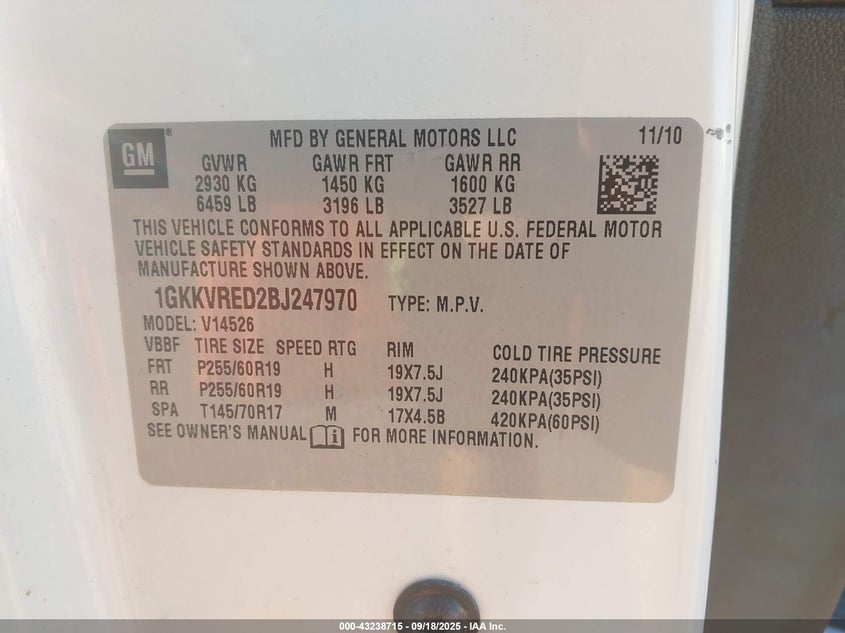 GM® MFD BY GENERAL MOTORS LLC 11/10
GVWR GAWR FRT GAWR RR
2930 KG 1450 KG 1600 KG
6459 LB 3196 LB 3527 LB
THIS VEHICLE CONFORMS TO ALL APPLICABLE U.S. FEDERAL MOTOR
VEHICLE SAFETY STANDARDS IN EFFECT ON THE DATE OF
MANUFACTURE SHOWN ABOVE.
1GKKVRED2BJ247970 TYPE: M.P.V.
MODEL: V14526
VBBF TIRE SIZE SPEED RTG RIM COLD TIRE PRESSURE
FRT P255/60R19 H 19X7.5J 240KPA(35PSI)
RR P255/60R19 H 19X7.5J 240KPA(35PSI)
SPA T145/70R17 M 17X4.5B 420KPA(60PSI)
SEE OWNER'S MANUAL i FOR MORE INFORMATION.
000-43238715 - 09/18/2025 - IAA Inc.